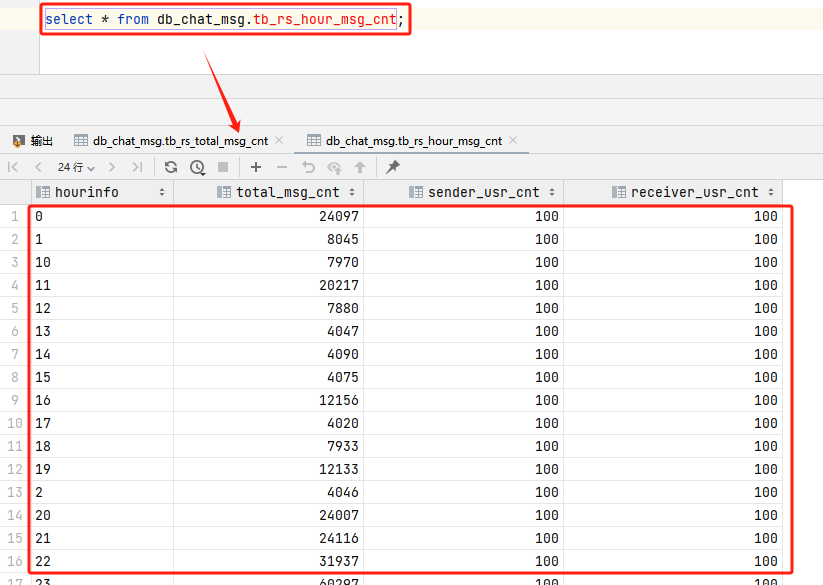 select * from db_chat_msg.tb_rs_hour_msg_cnt;
输出 db_chat_msg.tb_rs_total_msg_cnt db_chat_msg.tb_rs_hour_msg_cnt
24 行
hourinfo total_msg_cnt sender_usr_cnt receiver_usr_cnt
1 0 24097 100 100
2 1 8045 100 100
3 10 7970 100 100
4 11 20217 100 100
5 12 7880 100 100
6 13 4047 100 100
7 14 4090 100 100
8 15 4075 100 100
9 16 12156 100 100
10 17 4020 100 100
11 18 7933 100 100
12 19 12133 100 100
13 2 4046 100 100
14 20 24007 100 100
15 21 24116 100 100
16 22 31937 100 100
17 23 60297 100 100